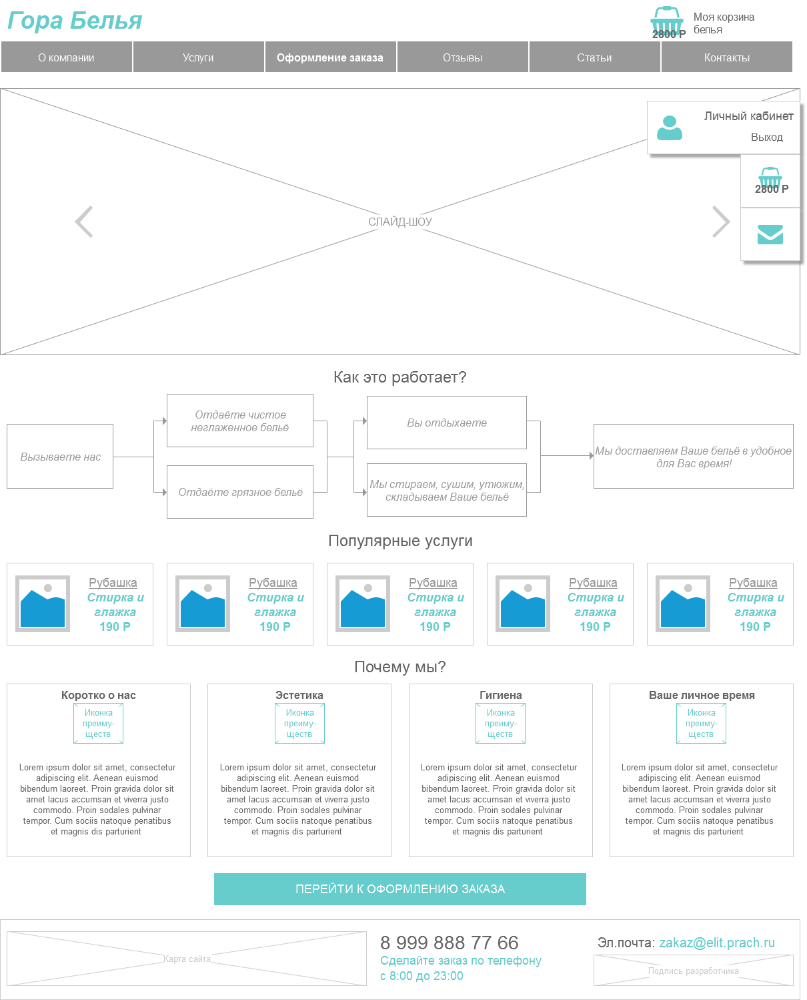 Гора Белья
Моя корзина
белья
2800 Р
О компании
Услуги
Оформление заказа
Отзывы
Статьи
Контакты
Личный кабинет
Выход
2800 Р
СЛАЙД-ШОУ
Как это работает?
Вызываете нас
Отдаёте чистое
неглаженное бельё
Отдаёте грязное бельё
Вы отдыхаете
Мы стираем, сушим, утюжим,
складываем Ваше бельё
Мы доставляем Ваше бельё в удобное
для Вас время!
Популярные услуги
Рубашка
Стирка и
глажка
190 Р
Рубашка
Стирка и
глажка
190 Р
Рубашка
Стирка и
глажка
190 Р
Рубашка
Стирка и
глажка
190 Р
Рубашка
Стирка и
глажка
190 Р
Почему мы?
Коротко о нас
Иконка
преиму-
ществ
Lorem ipsum dolor sit amet, consectetur
adipiscing elit. Aenean euismod
bibendum laoreet. Proin gravida dolor sit
amet lacus accumsan et viverra justo
commodo. Proin sodales pulvinar
tempor. Cum sociis natoque penatibus
et magnis dis parturient
Эстетика
Иконка
преиму-
ществ
Lorem ipsum dolor sit amet, consectetur
adipiscing elit. Aenean euismod
bibendum laoreet. Proin gravida dolor sit
amet lacus accumsan et viverra justo
commodo. Proin sodales pulvinar
tempor. Cum sociis natoque penatibus
et magnis dis parturient
Гигиена
Иконка
преиму-
ществ
Lorem ipsum dolor sit amet, consectetur
adipiscing elit. Aenean euismod
bibendum laoreet. Proin gravida dolor sit
amet lacus accumsan et viverra justo
commodo. Proin sodales pulvinar
tempor. Cum sociis natoque penatibus
et magnis dis parturient
Ваше личное время
Иконка
преиму-
ществ
Lorem ipsum dolor sit amet, consectetur
adipiscing elit. Aenean euismod
bibendum laoreet. Proin gravida dolor sit
amet lacus accumsan et viverra justo
commodo. Proin sodales pulvinar
tempor. Cum sociis natoque penatibus
et magnis dis parturient
ПЕРЕЙТИ К ОФОРМЛЕНИЮ ЗАКАЗА
Карта сайта
8 999 888 77 66
Сделайте заказ по телефону
с 8:00 до 23:00
Эл.почта: zakaz@elit.prach.ru
Подпись разработчика